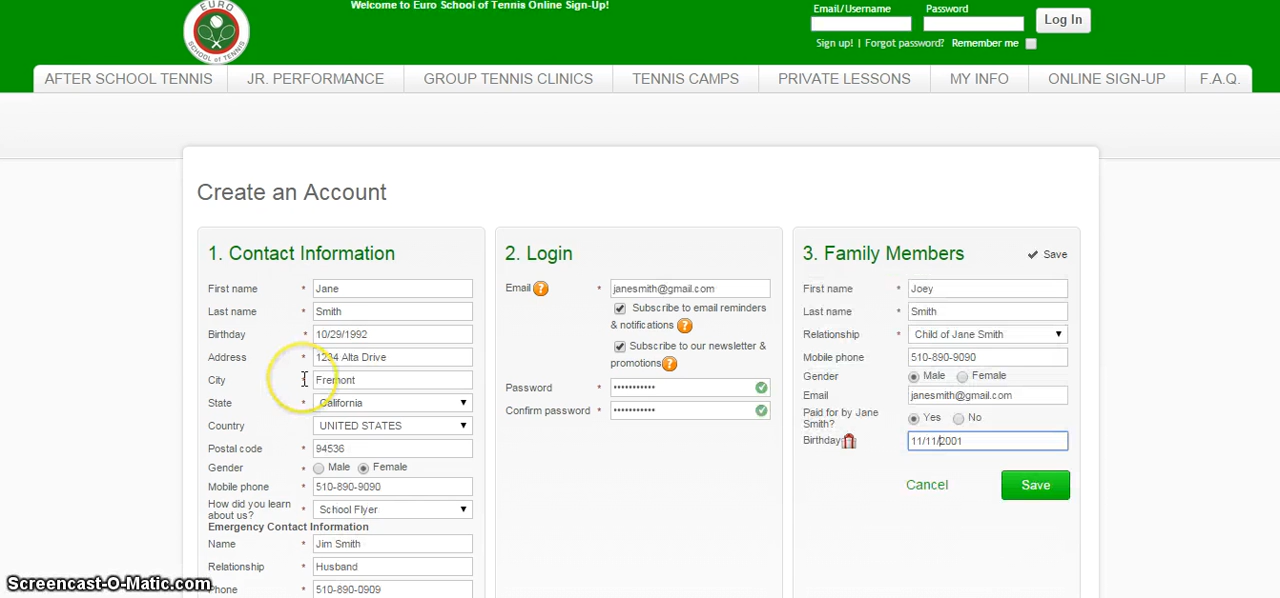 Welcome to Euro School of Tennis Online Sign-Up!
EURO
SCHOOL of TENNIS
Email/Username Password
Log In
Sign up! | Forgot password? Remember me
AFTER SCHOOL TENNIS JR. PERFORMANCE GROUP TENNIS CLINICS TENNIS CAMPS PRIVATE LESSONS MY INFO ONLINE SIGN-UP F.A.Q.
Create an Account
1. Contact Information
First name * Jane
Last name * Smith
Birthday * 10/29/1992
Address * 1234 Alta Drive
City * Fremont
State * California
Country * UNITED STATES
Postal code * 94536
Gender * Male Female
Mobile phone * 510-890-9090
How did you learn
about us? * School Flyer
Emergency Contact Information
Name * Jim Smith
Relationship * Husband
Phone * 510-890-0909
2. Login
Email ? * janesmith@gmail.com
Subscribe to email reminders
& notifications ?
Subscribe to our newsletter &
promotions ?
Password * •••••••••••
Confirm password * •••••••••••
3. Family Members Save
First name * Joey
Last name * Smith
Relationship * Child of Jane Smith
Mobile phone 510-890-9090
Gender Male Female
Email janesmith@gmail.com
Paid for by Jane
Smith? Yes No
Birthday 11/11/2001
Cancel Save
Screencast-O-Matic.com